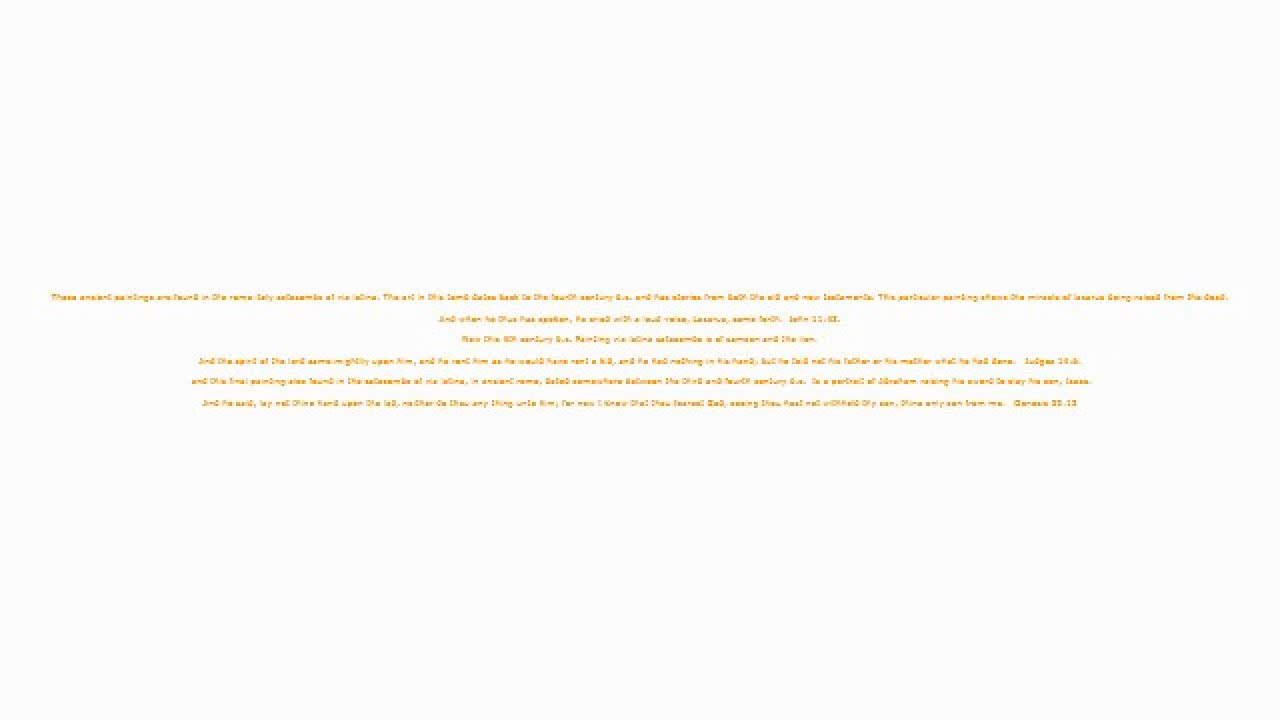 These ancient paintings are found in the rome italy catacombs of via latina. The art in this tomb dates back to the fourth century a.c. and has stories from both the old and new testaments. This particular painting shows the miracle of lazarus being raised from the dead.
And when he thus has spoken, he cried with a loud voice, Lazarus, come forth. John 11:43.
Now this 4th century a.c. Painting via latina catacombs is of samson and the lion.
And the spirit of the lord came mightily upon him, and he rent him as he would have rent a kid, and he had nothing in his hand, but he told not his father or his mother what he had done. Judges 14:6.
and this final painting also found in the catacombs of via latina, in ancient rome, dated somewhere between the third and fourth century a.c. is a portrait of Abraham raising his sword to slay his son, Isaac.
And he said, lay not thine hand upon the lad, neither do thou any thing unto him; for now I know that thou fearest God, seeing thou hast not withheld thy son, thine only son from me. Genesis 22:12